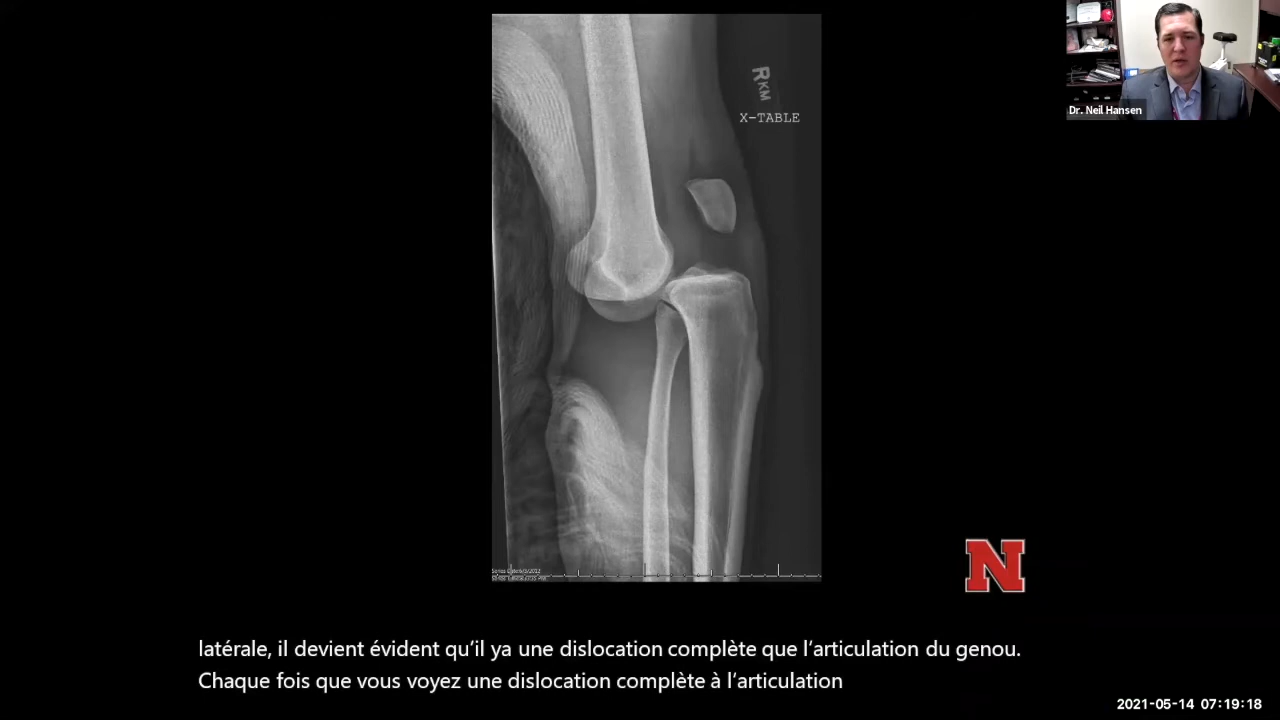 RKM
X-TABLE
Dr. Neil Hansen
N
latérale, il devient évident qu'il ya une dislocation complète que l'articulation du genou.
Chaque fois que vous voyez une dislocation complète à l'articulation
2021-05-14 07:19:18